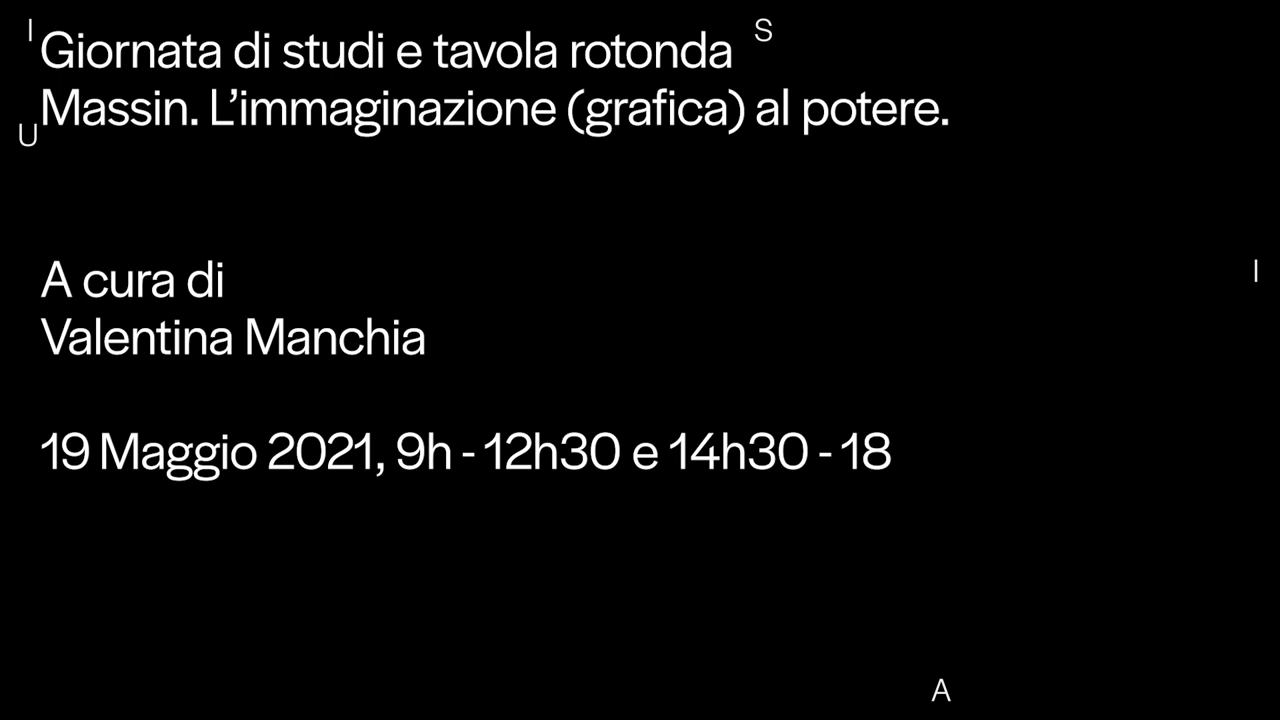 I
S
Giornata di studi e tavola rotonda
Massin. L’immaginazione (grafica) al potere.
U
A cura di
I
Valentina Manchia
19 Maggio 2021, 9h - 12h30 e 14h30 - 18
A